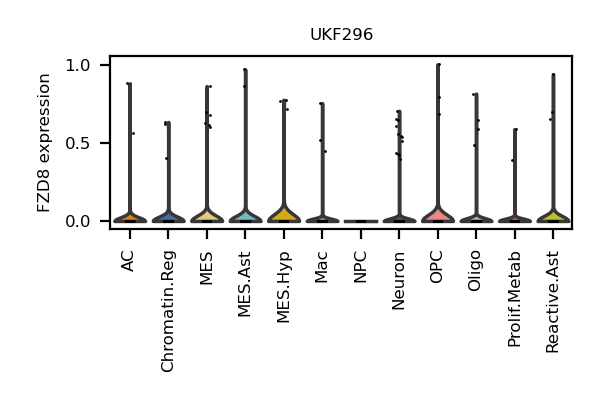 UKF296
FZD8 expression
1.0
0.5
0.0
AC
Chromatin.Reg
MES
MES.Ast
MES.Hyp
Mac
NPC
Neuron
OPC
Oligo
Prolif.Metab
Reactive.Ast